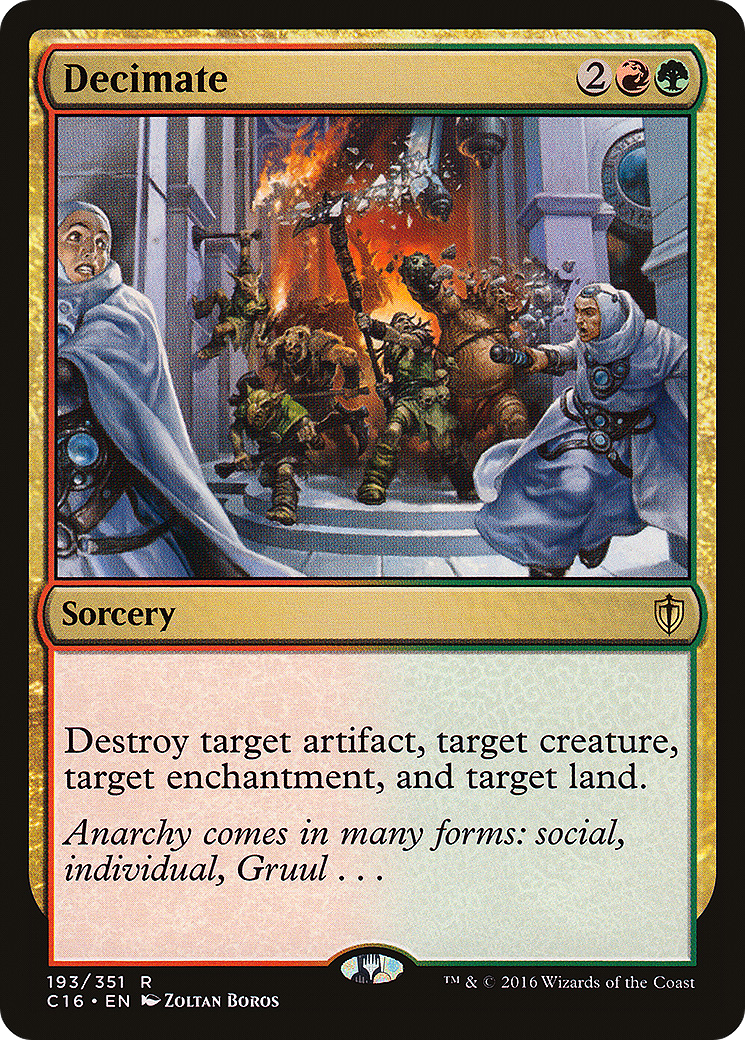 Decimate 2
Sorcery
Destroy target artifact, target creature,
target enchantment, and target land.
Anarchy comes in many forms: social,
individual, Gruul . . .
193/351 R
C16 • EN Zoltan Boros
™ & © 2016 Wizards of the Coast